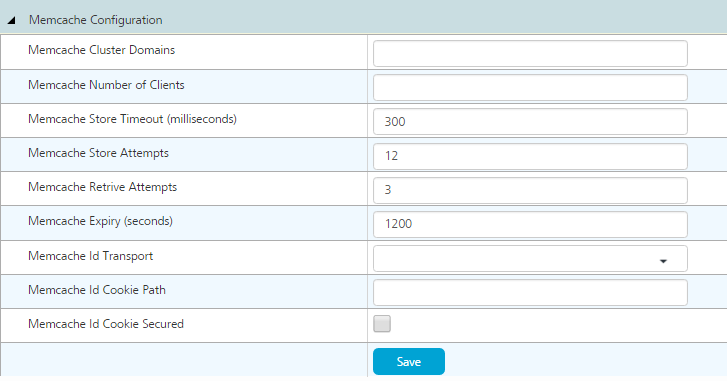 Memcache Configuration
Memcache Cluster Domains
Memcache Number of Clients
Memcache Store Timeout (milliseconds) 300
Memcache Store Attempts 12
Memcache Retrive Attempts 3
Memcache Expiry (seconds) 1200
Memcache Id Transport
Memcache Id Cookie Path
Memcache Id Cookie Secured
Save